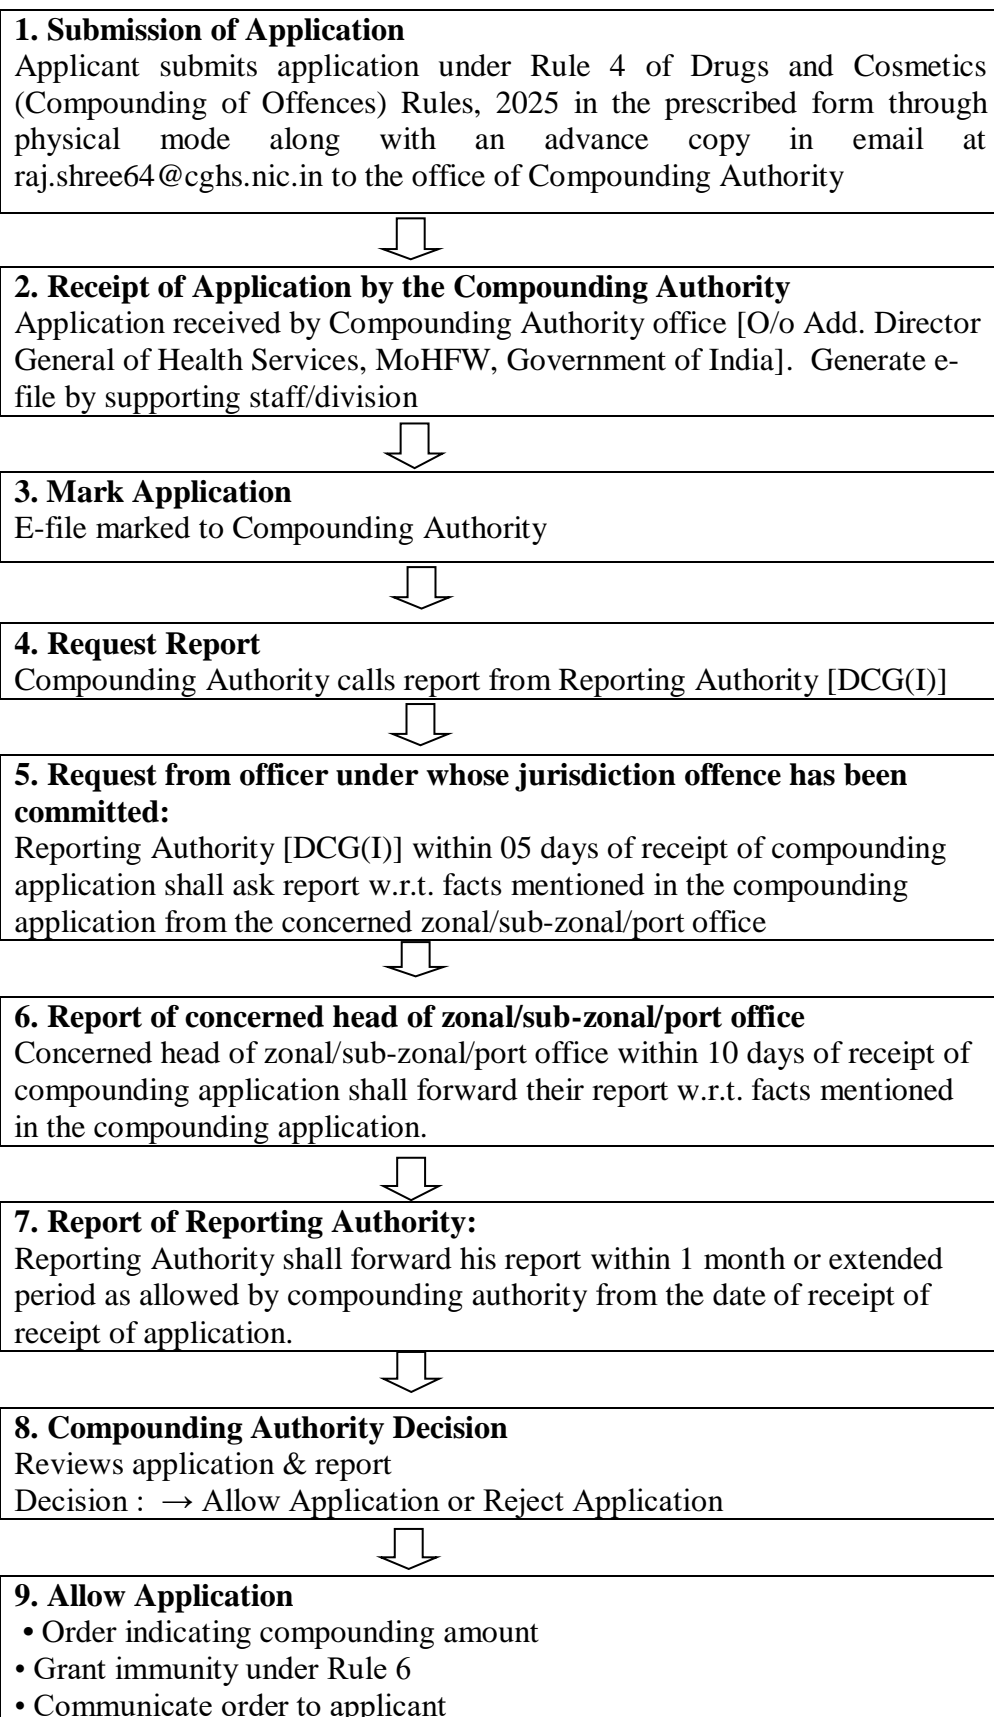 1. Submission of Application
Applicant submits application under Rule 4 of Drugs and Cosmetics
(Compounding of Offences) Rules, 2025 in the prescribed form through
physical mode along with an advance copy in email at
raj.shree64@cghs.nic.in to the office of Compounding Authority
2. Receipt of Application by the Compounding Authority
Application received by Compounding Authority office [O/o Add. Director
General of Health Services, MoHFW, Government of India]. Generate e-
file by supporting staff/division
3. Mark Application
E-file marked to Compounding Authority
4. Request Report
Compounding Authority calls report from Reporting Authority [DCG(I)]
5. Request from officer under whose jurisdiction offence has been
committed:
Reporting Authority [DCG(I)] within 05 days of receipt of compounding
application shall ask report w.r.t. facts mentioned in the compounding
application from the concerned zonal/sub-zonal/port office
6. Report of concerned head of zonal/sub-zonal/port office
Concerned head of zonal/sub-zonal/port office within 10 days of receipt of
compounding application shall forward their report w.r.t. facts mentioned
in the compounding application.
7. Report of Reporting Authority:
Reporting Authority shall forward his report within 1 month or extended
period as allowed by compounding authority from the date of receipt of
receipt of application.
8. Compounding Authority Decision
Reviews application & report
Decision : → Allow Application or Reject Application
9. Allow Application
• Order indicating compounding amount
• Grant immunity under Rule 6
• Communicate order to applicant